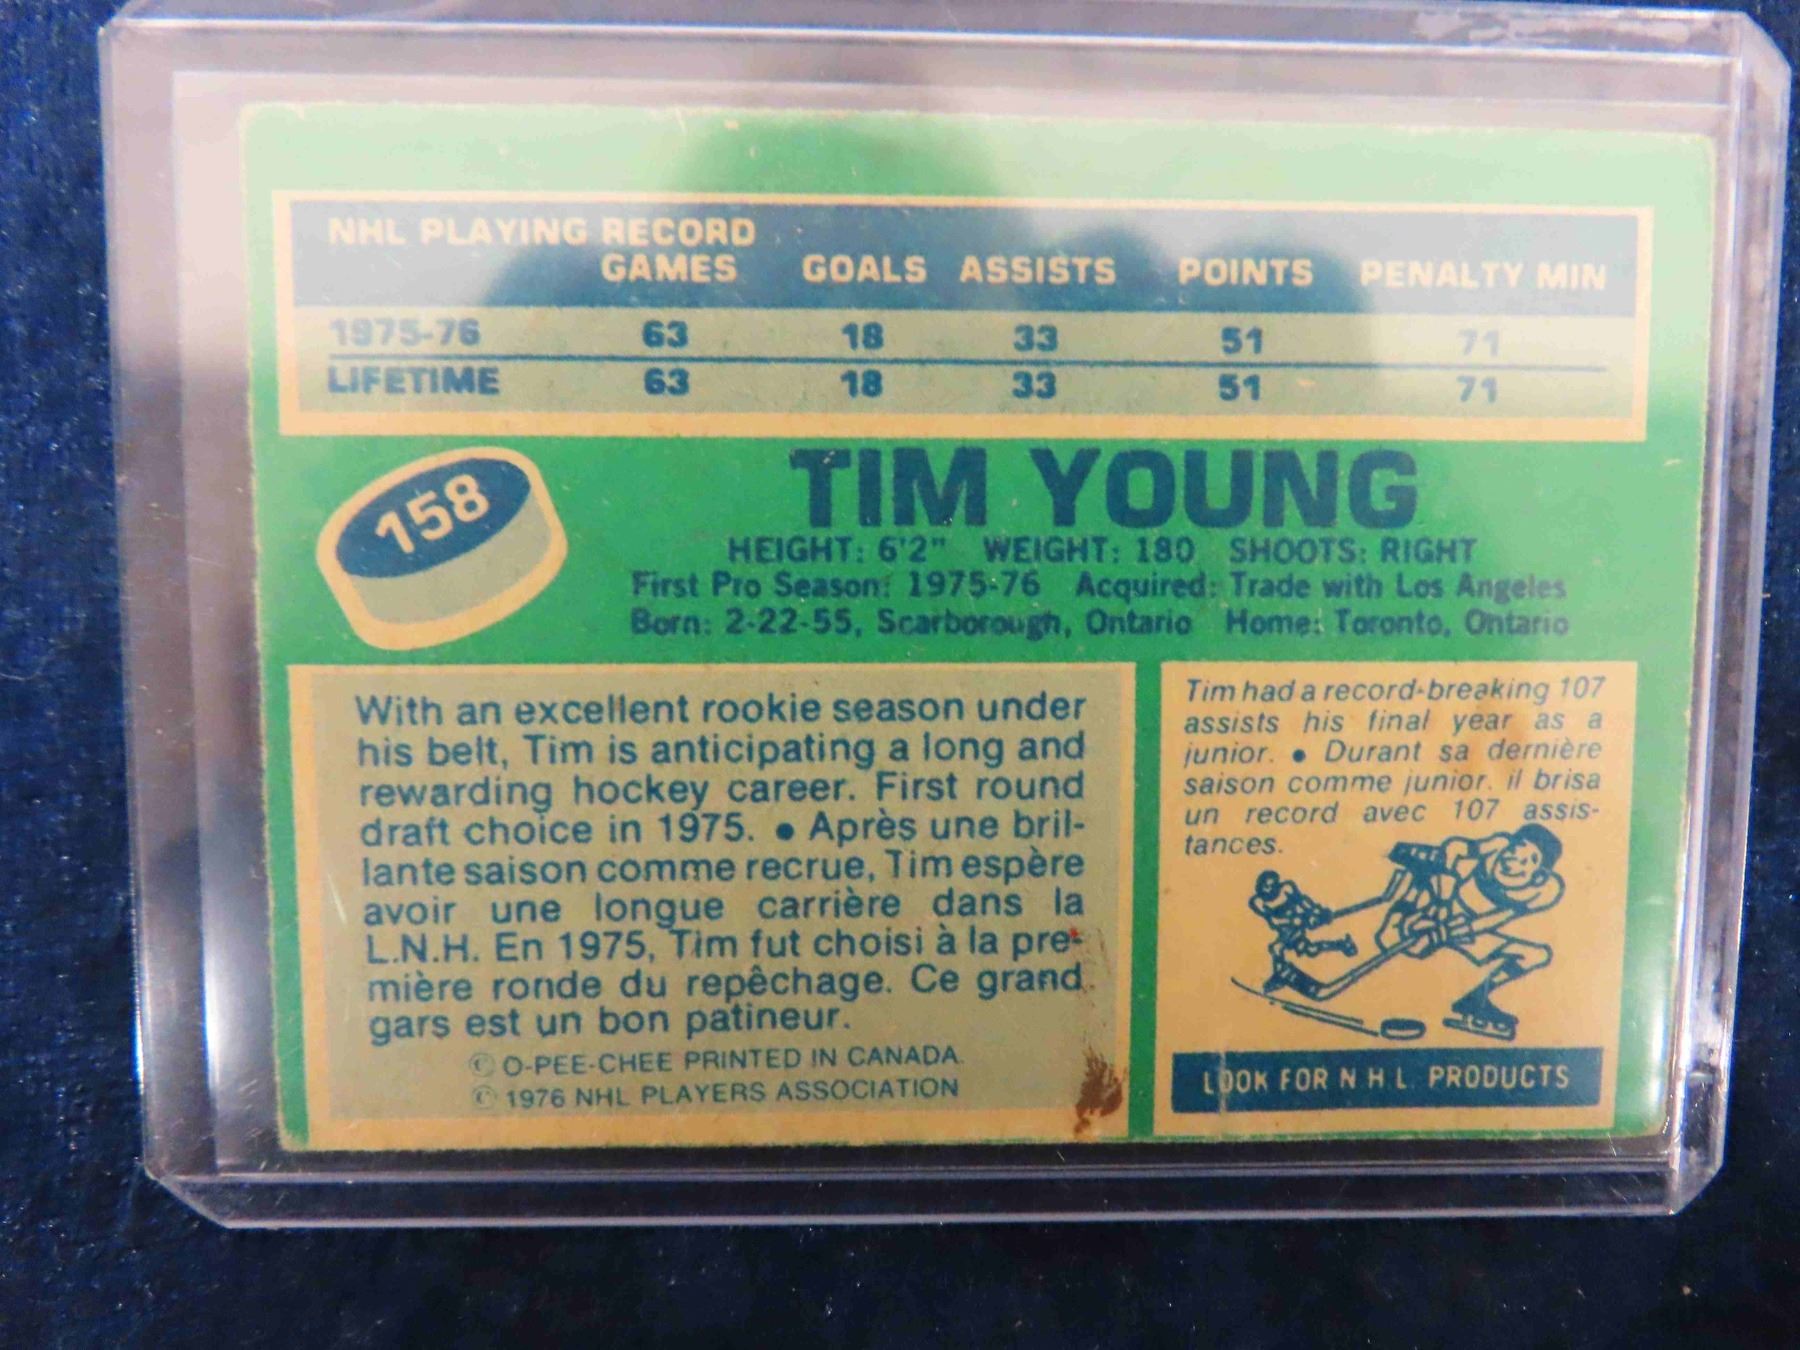 NHL PLAYING RECORD
GAMES GOALS ASSISTS POINTS PENALTY MIN
1975-76 63 18 33 51 71
LIFETIME 63 18 33 51 71
158
TIM YOUNG
HEIGHT: 6'2" WEIGHT: 180 SHOOTS: RIGHT
First Pro Season: 1975-76 Acquired: Trade with Los Angeles
Born: 2-22-55, Scarborough, Ontario Home: Toronto, Ontario
With an excellent rookie season under
his belt, Tim is anticipating a long and
rewarding hockey career. First round
draft choice in 1975. ● Après une bril-
lante saison comme recrue, Tim espère
avoir une longue carrière dans la
L.N.H. En 1975, Tim fut choisi à la pre-
mière ronde du repêchage. Ce grand
gars est un bon patineur.
© O-PEE-CHEE PRINTED IN CANADA.
© 1976 NHL PLAYERS ASSOCIATION
Tim had a record-breaking 107
assists his final year as a
junior. ● Durant sa dernière
saison comme junior. il brisa
un record avec 107 assis-
tances.
LOOK FOR N H L. PRODUCTS